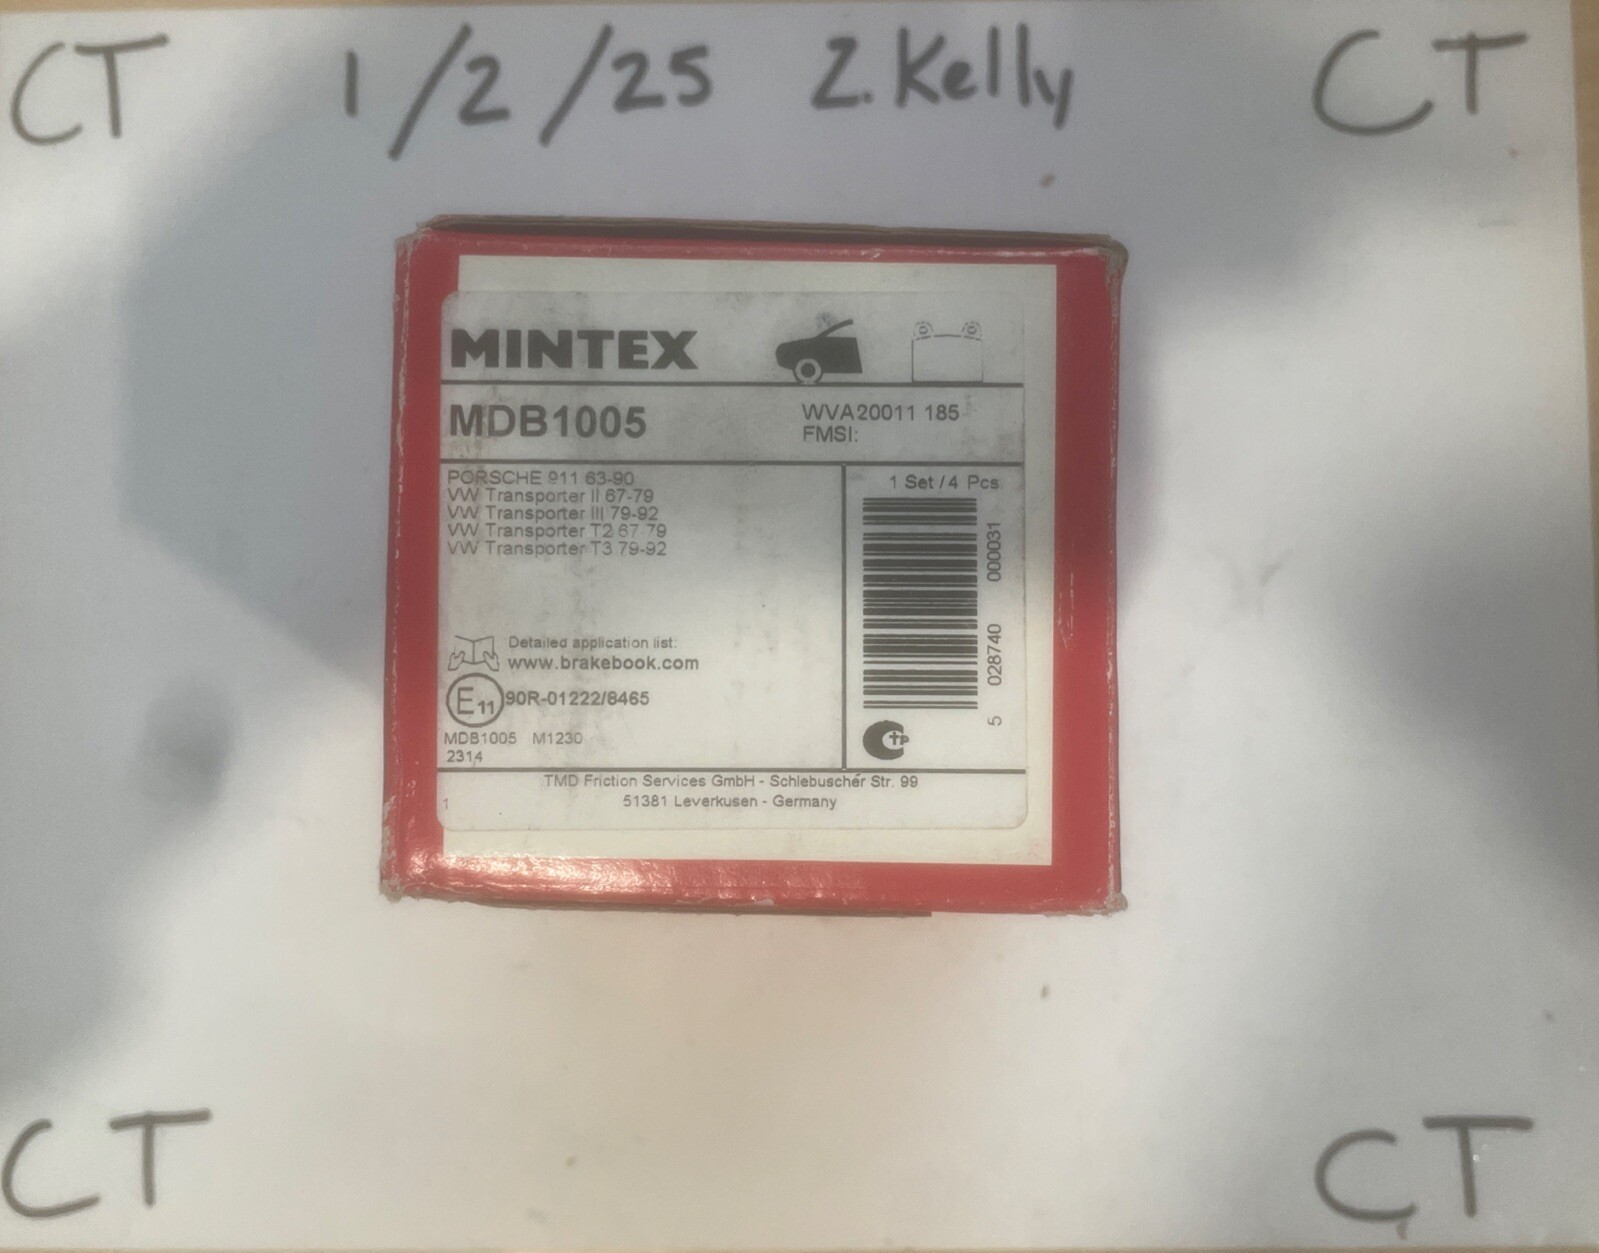 CT 1/2/25 Z. Kelly CT
MINTEX
MDB1005
WVA 20011 185
FMSI:
PORSCHE 911 63-90
VW Transporter II 67-79
VW Transporter III 79-92
VW Transporter T2 67-79
VW Transporter T3 79-92
1 Set / 4 Pcs
5 028740 000031
Detailed application list:
www.brakebook.com
E11 90R-01222/8465
MDB1005 M1230
2314
TMD Friction Services GmbH - Schlebuscher Str. 99
51381 Leverkusen - Germany
1
CT CT